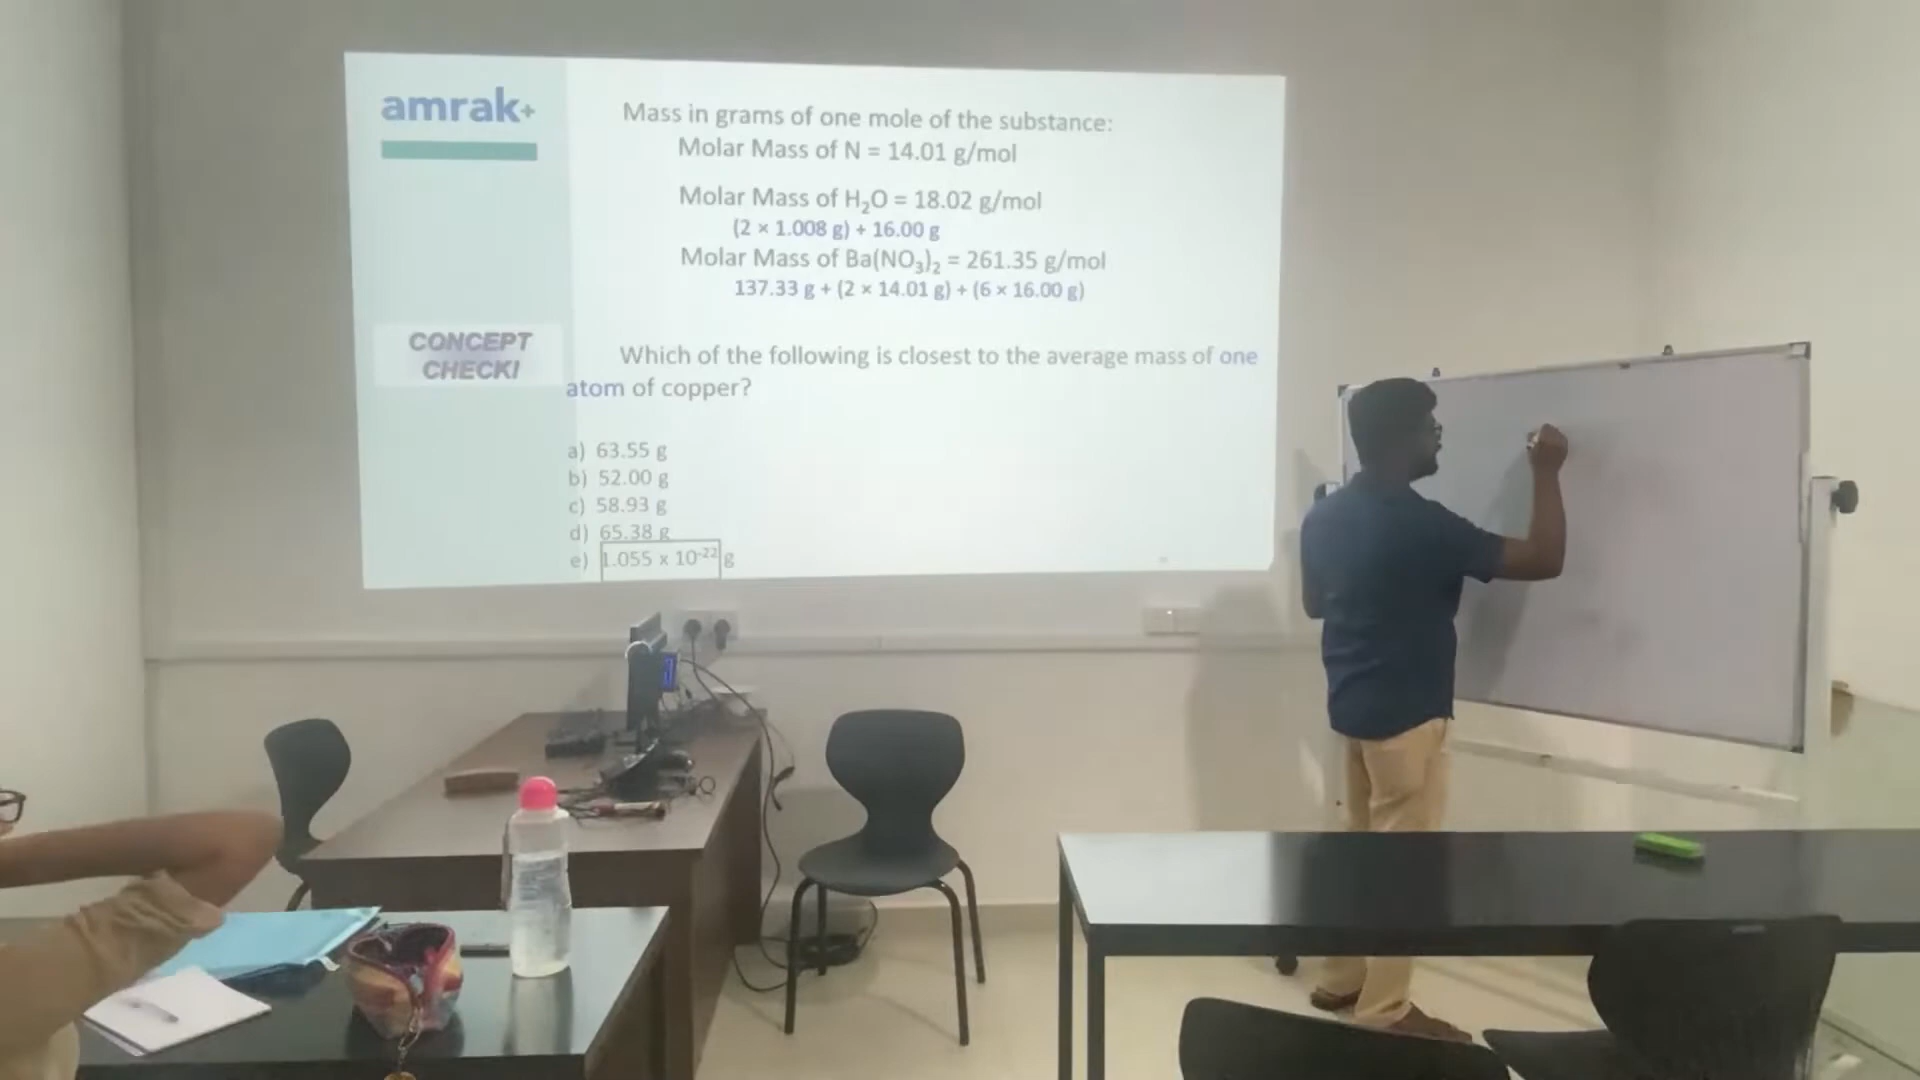 amrak+
Mass in grams of one mole of the substance:
Molar Mass of N = 14.01 g/mol
Molar Mass of H₂O = 18.02 g/mol
(2 × 1.008 g) + 16.00 g
Molar Mass of Ba(NO₃)₂ = 261.35 g/mol
137.33 g + (2 × 14.01 g) + (6 × 16.00 g)
CONCEPT
CHECK!
Which of the following is closest to the average mass of one
atom of copper?
a) 63.55 g
b) 52.00 g
c) 58.93 g
d) 65.38 g
e) 1.055 x 10⁻²² g